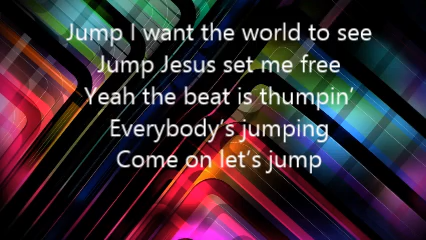 Jump I want the world to see
Jump Jesus set me free
Yeah the beat is thumpin’
Everybody’s jumping
Come on let’s jump